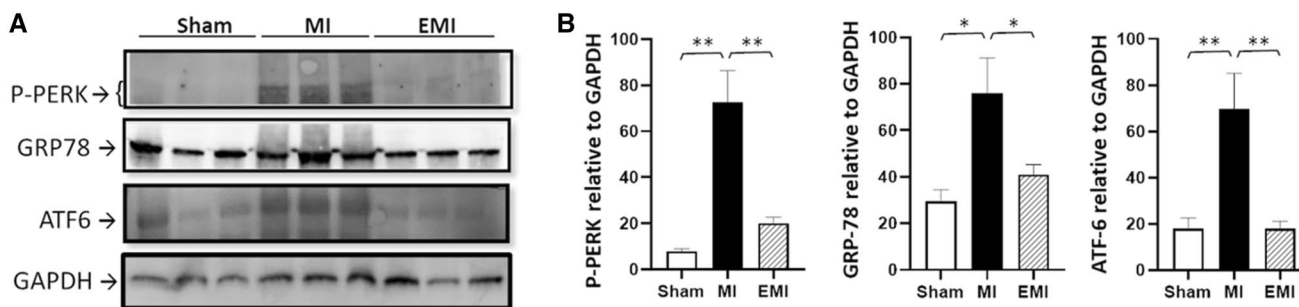 A
Sham MI EMI
P-PERK →
GRP78 →
ATF6 →
GAPDH →
B
P-PERK relative to GAPDH
100
80
60
40
20
0
** **
Sham MI EMI
GRP-78 relative to GAPDH
100
80
60
40
20
0
* *
Sham MI EMI
ATF-6 relative to GAPDH
100
80
60
40
20
0
** **
Sham MI EMI